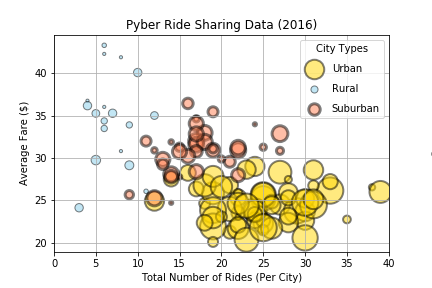 Pyber Ride Sharing Data (2016)
City Types
Urban
Rural
Suburban
Average Fare ($)
40
35
30
25
20
0 5 10 15 20 25 30 35 40
Total Number of Rides (Per City)